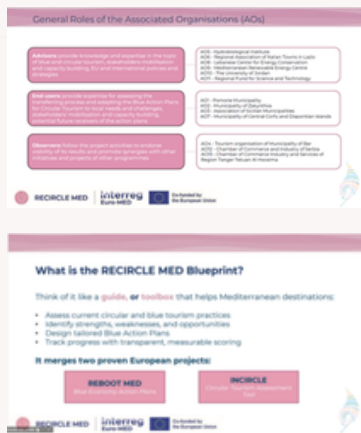 General Roles of the Associated Organisations (AOs)
Advisors provide knowledge and expertise in the topic
of blue and circular tourism, stakeholders mobilisation
and capacity building, EU and international policies and
strategies
AO5 - Hydrobiological Institute
AO6 - Regional Association of Italian Towns in Lazio
AO8 - Lebanese Center for Energy Conservation
AO9 - Mediterranean Renewable Energy Centre
AO10 - The University of Jordan
AO11 - Regional Fund for Science and Technology
End users provide expertise for assessing the
transferring process and adapting the Blue Action Plans
for Circular Tourism to local needs and challenges,
stakeholders' mobilisation and capacity building,
potential future receivers of the action plans
AO1 - Pomorie Municipality
AO2 - Municipality of Zakynthos
AO3 - Association of Sicilian Municipalities
AO7 - Municipality of Central Corfu and Diapontian Islands
Observers follow the project activities to endorse
visibility of its results and promote synergies with other
initiatives and projects of other programmes
AO4 - Tourism organisation of Municipality of Bar
AO12 - Chamber of Commerce and Industry of Serbia
AO13 - Chamber of Commerce Industry and Services of
Region Tanger Tetuan Al Hoceima
RECIRCLE MED
Interreg
Euro-MED
Co-funded by
the European Union
What is the RECIRCLE MED Blueprint?
Think of it like a guide, or toolbox that helps Mediterranean destinations:
• Assess current circular and blue tourism practices
• Identify strengths, weaknesses, and opportunities
• Design tailored Blue Action Plans
• Track progress with transparent, measurable scoring
It merges two proven European projects:
REBOOT MED
Blue Economy Action Plans
INCIRCLE
Circular Tourism Assessment
Tool
RECIRCLE MED
Interreg
Euro-MED
Co-funded by
the European Union